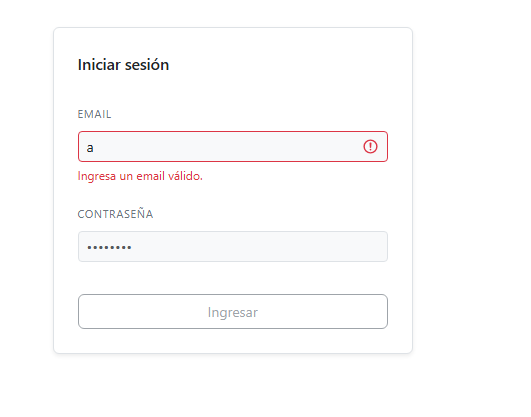 Iniciar sesión
EMAIL
a
Ingresa un email válido.
CONTRASEÑA
••••••••
Ingresar